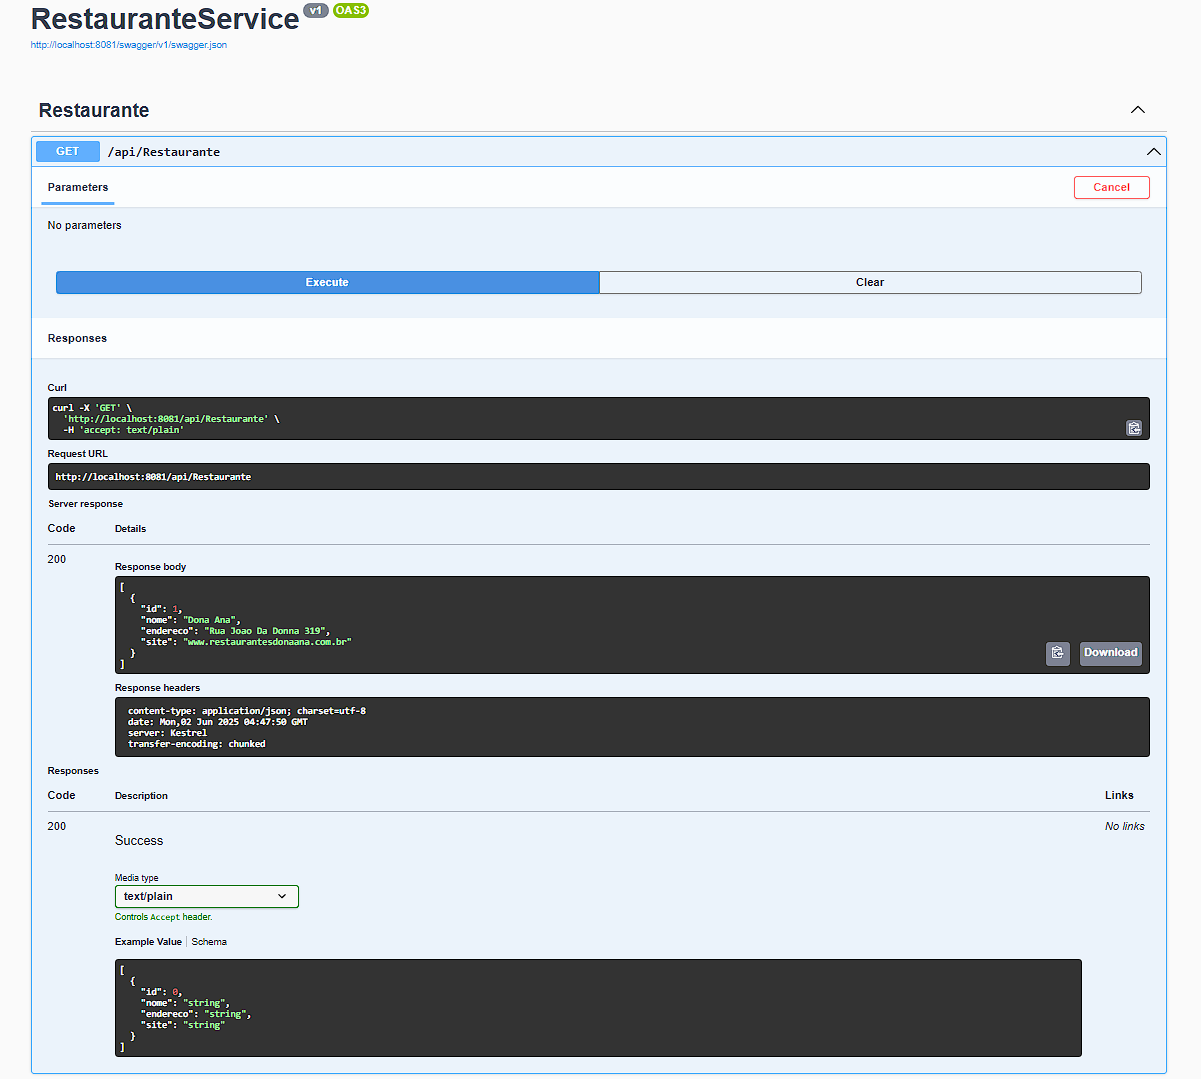 RestauranteService v1 OAS3
http://localhost:8081/swagger/v1/swagger.json
Restaurante
GET /api/Restaurante
Parameters Cancel
No parameters
Execute Clear
Responses
Curl
curl -X 'GET' \
'http://localhost:8081/api/Restaurante' \
-H 'accept: text/plain'
Request URL
http://localhost:8081/api/Restaurante
Server response
Code Details
200
Response body
[
{
"id": 1,
"nome": "Dona Ana",
"endereco": "Rua Joao Da Donna 319",
"site": "www.restaurantesdonaana.com.br"
}
]
Download
Response headers
content-type: application/json; charset=utf-8
date: Mon,02 Jun 2025 04:47:50 GMT
server: Kestrel
transfer-encoding: chunked
Responses
Code Description Links
200 No links
Success
Media type
text/plain
Controls Accept header.
Example Value Schema
[
{
"id": 0,
"nome": "string",
"endereco": "string",
"site": "string"
}
]